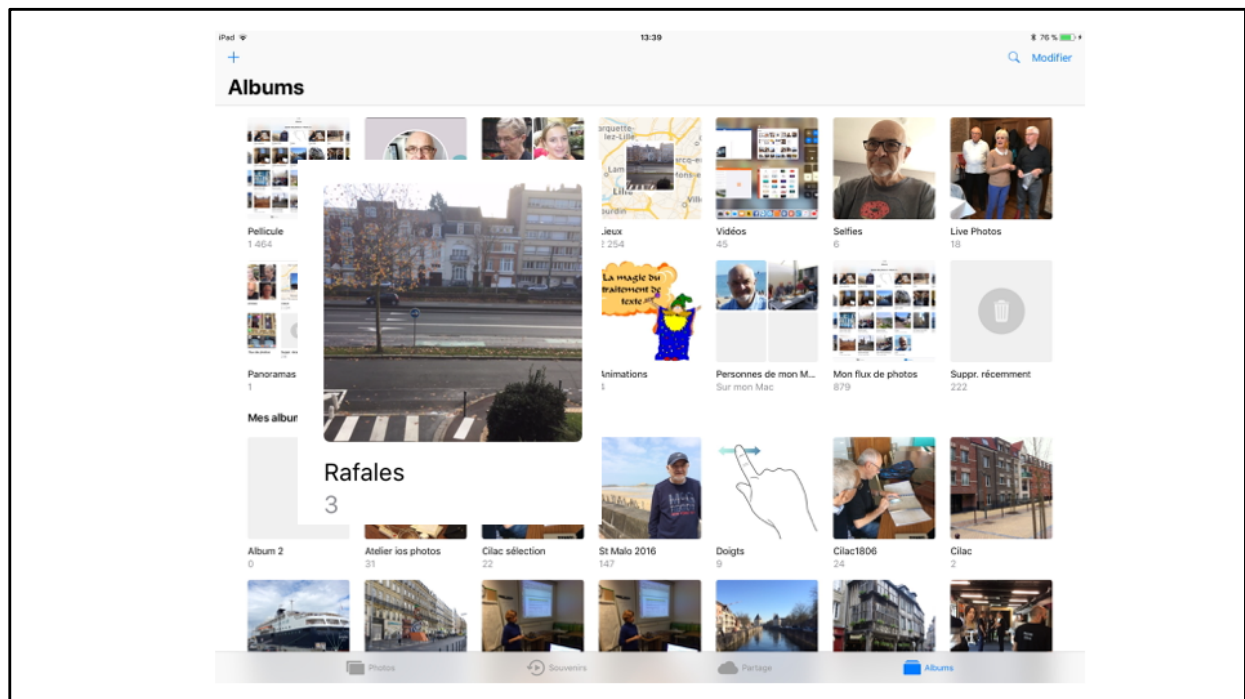 iPad 13:39 76 %
Modifier
Albums
Pellicule
1 464
Lieux
2 254
Vidéos
45
Selfies
6
Live Photos
18
La magie du
traitement de
texte
Panoramas
1
Animations
4
Personnes de mon M...
Sur mon Mac
Mon flux de photos
879
Suppr. récemment
222
Mes albu
Rafales
3
Album 2
0
Atelier ios photos
31
Cilac sélection
22
St Malo 2016
147
Doigts
9
Cilac1806
24
Cilac
2
Photos
Souvenirs
Partage
Albums